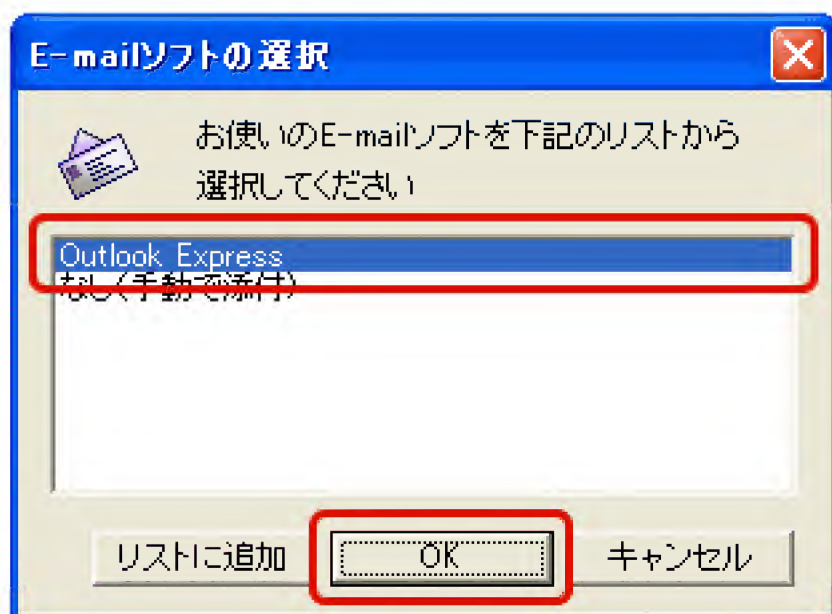 E-mailソフトの選択
お使いのE-mailソフトを下記のリストから
選択してください
Outlook Express
なし(手動で添付)
リストに追加
OK
キャンセル